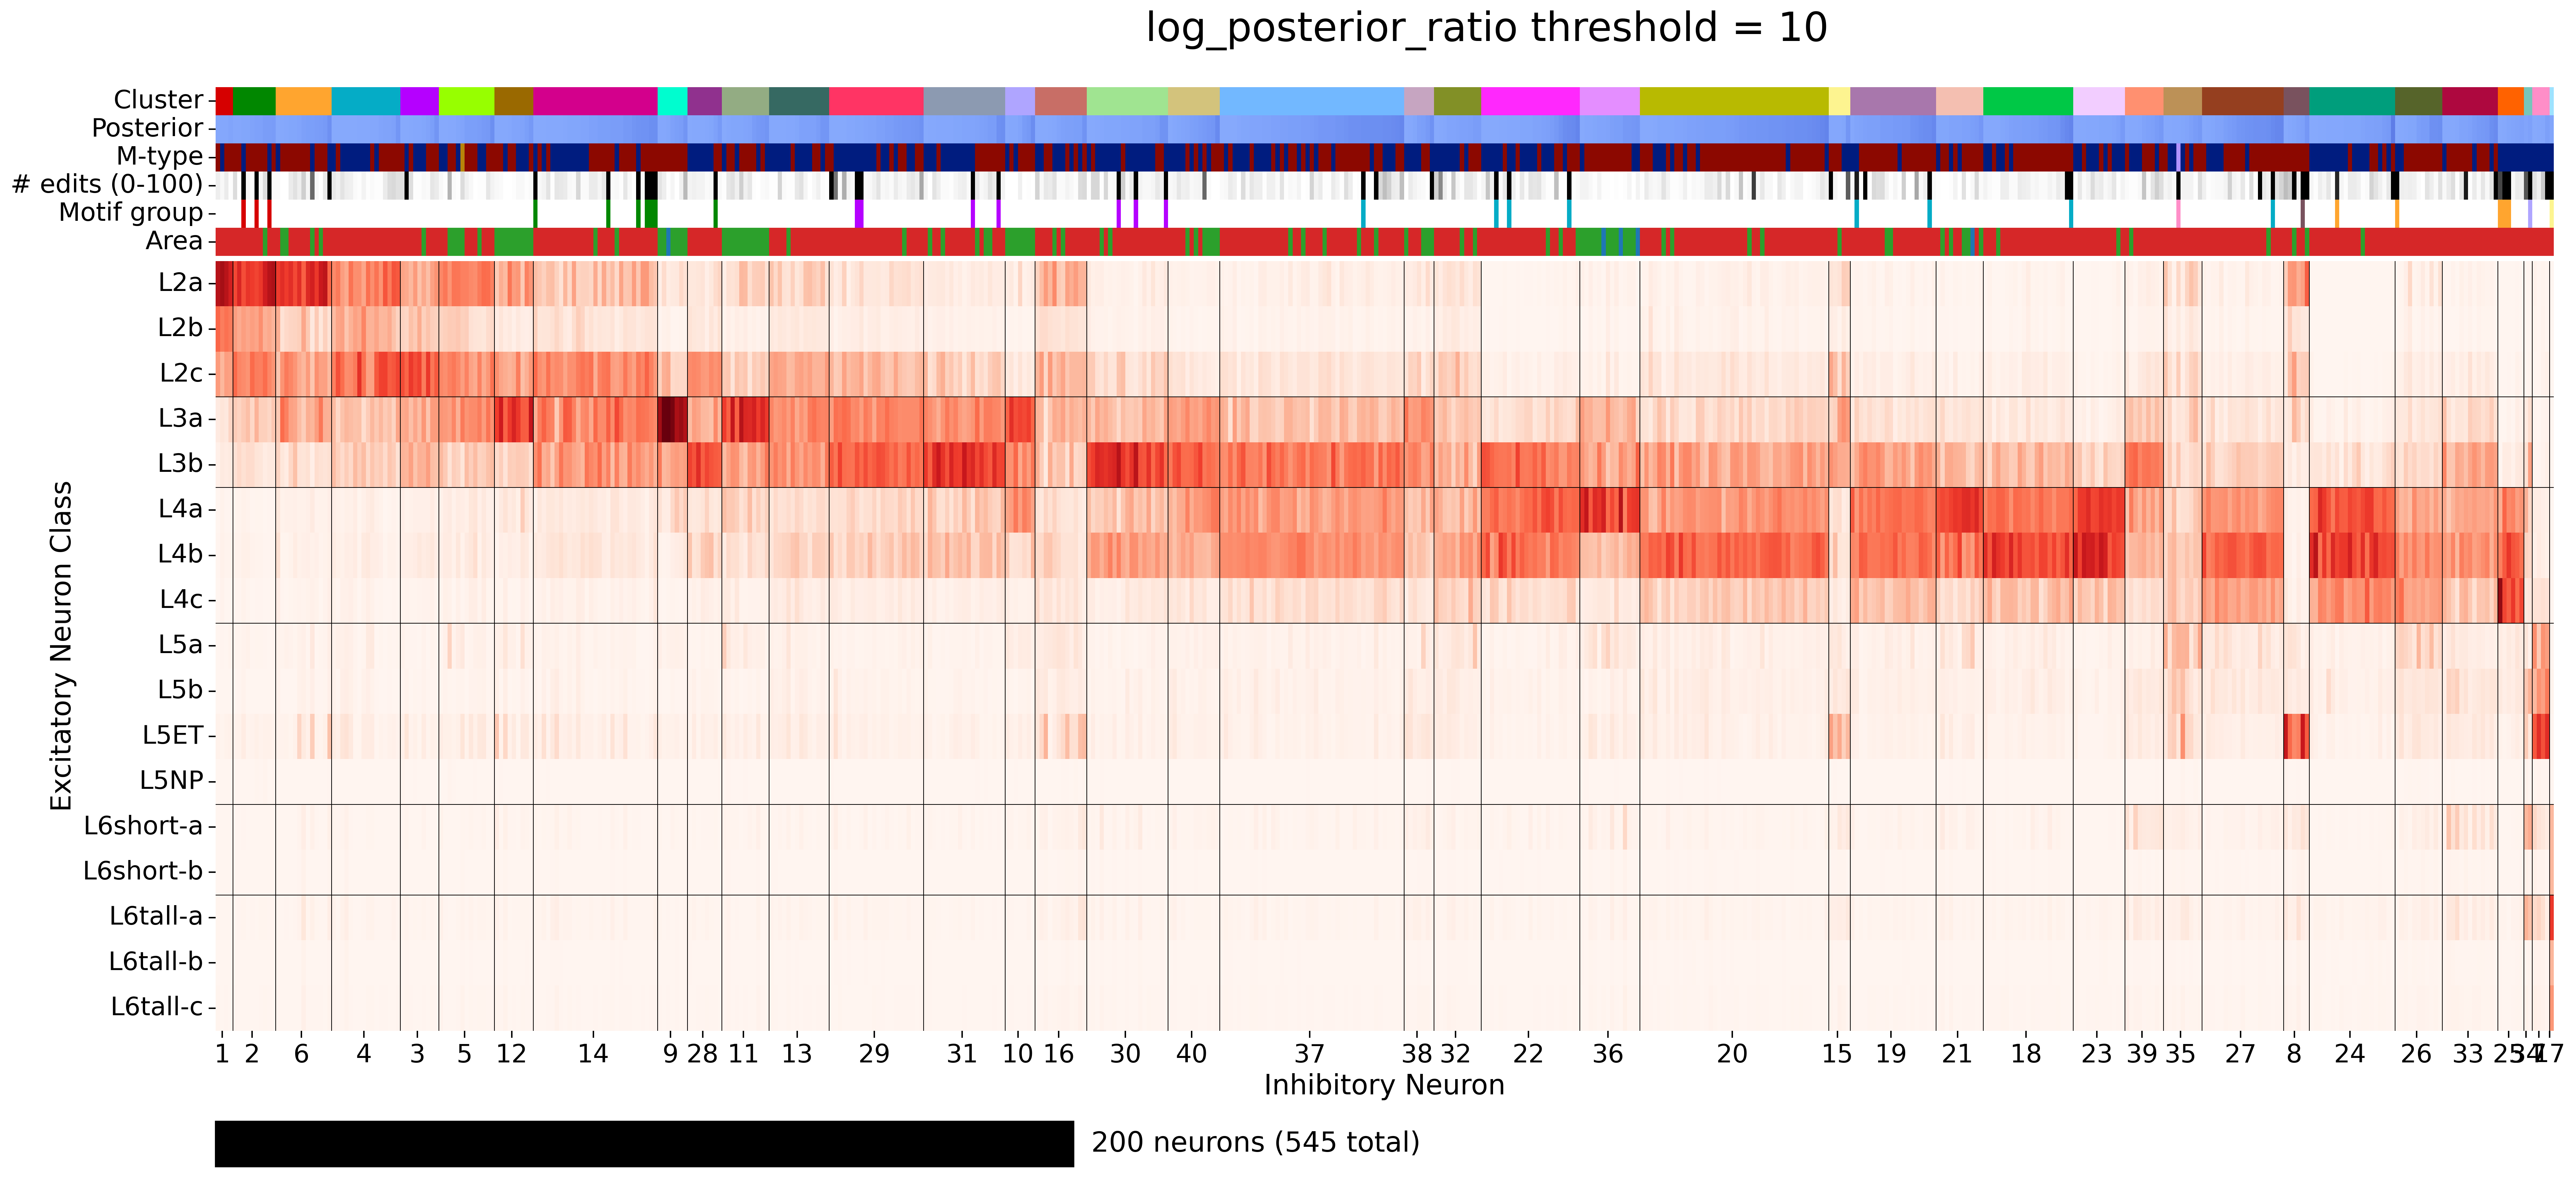 log_posterior_ratio threshold = 10
Cluster
Posterior
M-type
# edits (0-100)
Motif group
Area
Excitatory Neuron Class
L2a
L2b
L2c
L3a
L3b
L4a
L4b
L4c
L5a
L5b
L5ET
L5NP
L6short-a
L6short-b
L6tall-a
L6tall-b
L6tall-c
1 2 6 4 3 5 12 14 9 28 11 13 29 31 10 16 30 40 37 38 32 22 36 20 15 19 21 18 23 39 35 27 8 24 26 33 25 34 17
Inhibitory Neuron
200 neurons (545 total)